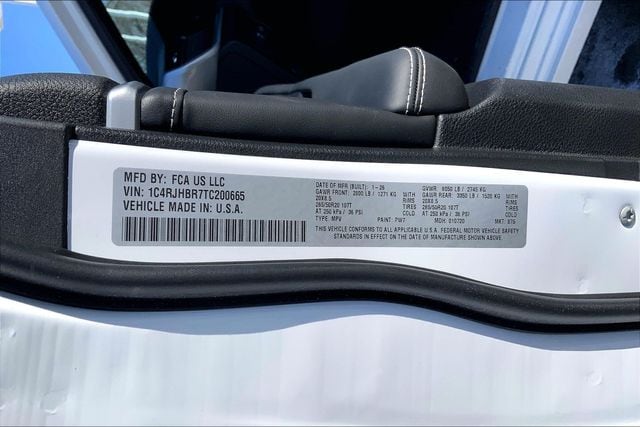 MFD BY: FCA US LLC
VIN: 1C4RJHBR7TC200665
VEHICLE MADE IN U.S.A.
DATE OF MFR (BUILT): 1-26
GAWR FRONT: 2800 LB / 1271 KG
20X8.5 RIMS
265/50R20 107T TIRES
AT 250 kPa / 36 PSI COLD
TYPE: MPV
PAINT: PW7
GVWR: 6050 LB / 2745 KG
GAWR REAR: 3350 LB / 1520 KG
20X8.5 RIMS
265/50R20 107T TIRES
AT 250 kPa / 36 PSI COLD
MDH: 010720
MKT: 875
THIS VEHICLE CONFORMS TO ALL APPLICABLE U.S.A. FEDERAL MOTOR VEHICLE SAFETY
STANDARDS IN EFFECT ON THE DATE OF MANUFACTURE SHOWN ABOVE.